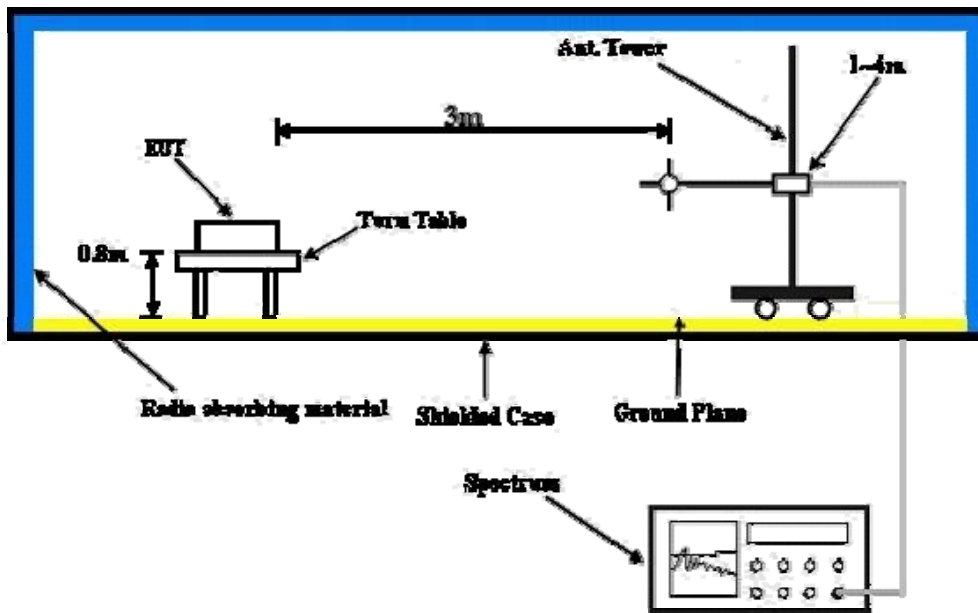 Ant. Tower
1-4m
3m
EUT
Turn Table
0.8m
Radio absorbing material
Shielded Case
Ground Plane
Spectrum